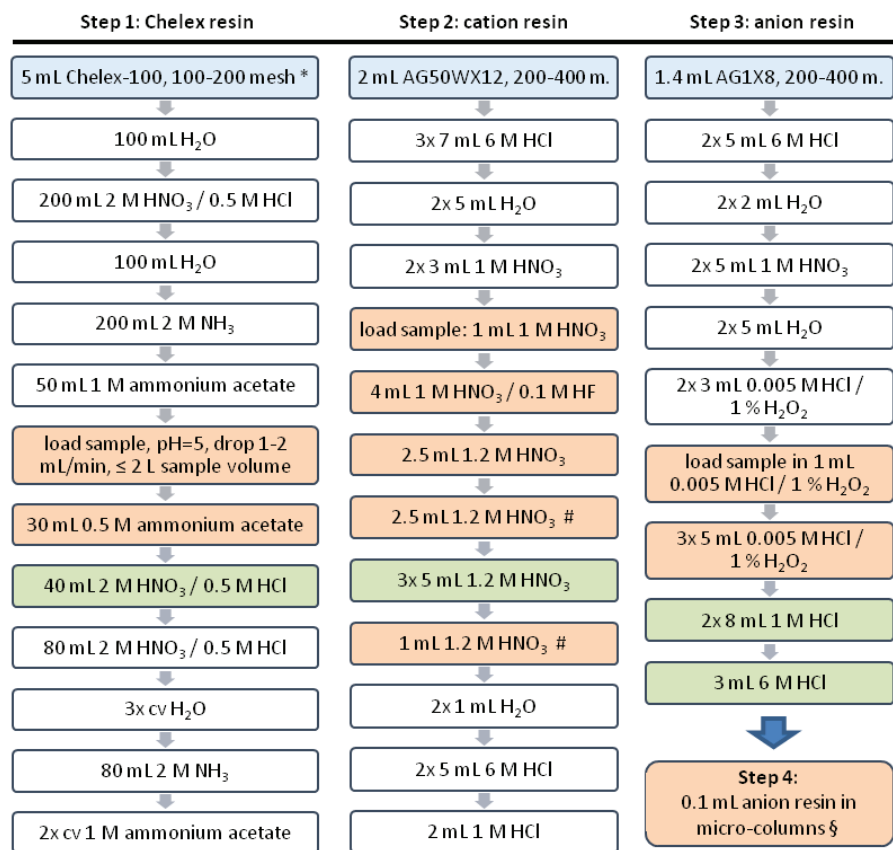 Step 1: Chelex resin
5 mL Chelex-100, 100-200 mesh *
100 mL H₂O
200 mL 2 M HNO₃ / 0.5 M HCl
100 mL H₂O
200 mL 2 M NH₃
50 mL 1 M ammonium acetate
load sample, pH=5, drop 1-2
mL/min, ≤ 2 L sample volume
30 mL 0.5 M ammonium acetate
40 mL 2 M HNO₃ / 0.5 M HCl
80 mL 2 M HNO₃ / 0.5 M HCl
3x cv H₂O
80 mL 2 M NH₃
2x cv 1 M ammonium acetate
Step 2: cation resin
2 mL AG50WX12, 200-400 m.
3x 7 mL 6 M HCl
2x 5 mL H₂O
2x 3 mL 1 M HNO₃
load sample: 1 mL 1 M HNO₃
4 mL 1 M HNO₃ / 0.1 M HF
2.5 mL 1.2 M HNO₃
2.5 mL 1.2 M HNO₃ #
3x 5 mL 1.2 M HNO₃
1 mL 1.2 M HNO₃ #
2x 1 mL H₂O
2x 5 mL 6 M HCl
2 mL 1 M HCl
Step 3: anion resin
1.4 mL AG1X8, 200-400 m.
2x 5 mL 6 M HCl
2x 2 mL H₂O
2x 5 mL 1 M HNO₃
2x 5 mL H₂O
2x 3 mL 0.005 M HCl /
1 % H₂O₂
load sample in 1 mL
0.005 M HCl / 1 % H₂O₂
3x 5 mL 0.005 M HCl /
1 % H₂O₂
2x 8 mL 1 M HCl
3 mL 6 M HCl
Step 4:
0.1 mL anion resin in
micro-columns §